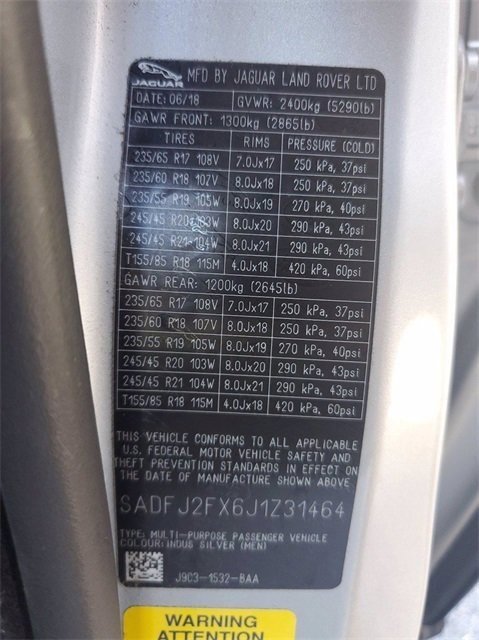 JAGUAR MFD BY JAGUAR LAND ROVER LTD
DATE: 06/18 GVWR: 2400kg (5290lb)
GAWR FRONT: 1300kg (2865lb)
TIRES RIMS PRESSURE (COLD)
235/65 R17 108V 7.0Jx17 250 kPa, 37psi
235/60 R18 107V 8.0Jx18 250 kPa, 37psi
235/55 R19 105W 8.0Jx19 270 kPa, 40psi
245/45 R20 103W 8.0Jx20 290 kPa, 43psi
245/45 R21 104W 8.0Jx21 290 kPa, 43psi
T155/85 R18 115M 4.0Jx18 420 kPa, 60psi
GAWR REAR: 1200kg (2645lb)
235/65 R17 108V 7.0Jx17 250 kPa, 37psi
235/60 R18 107V 8.0Jx18 250 kPa, 37psi
235/55 R19 105W 8.0Jx19 270 kPa, 40psi
245/45 R20 103W 8.0Jx20 290 kPa, 43psi
245/45 R21 104W 8.0Jx21 290 kPa, 43psi
T155/85 R18 115M 4.0Jx18 420 kPa, 60psi
THIS VEHICLE CONFORMS TO ALL APPLICABLE
U.S. FEDERAL MOTOR VEHICLE SAFETY AND
THEFT PREVENTION STANDARDS IN EFFECT ON
THE DATE OF MANUFACTURE SHOWN ABOVE
SADFJ2FX6J1Z31464
TYPE: MULTI-PURPOSE PASSENGER VEHICLE
COLOUR: INDUS SILVER (MEN)
J9C3-1532-BAA
WARNING
ATTENTION